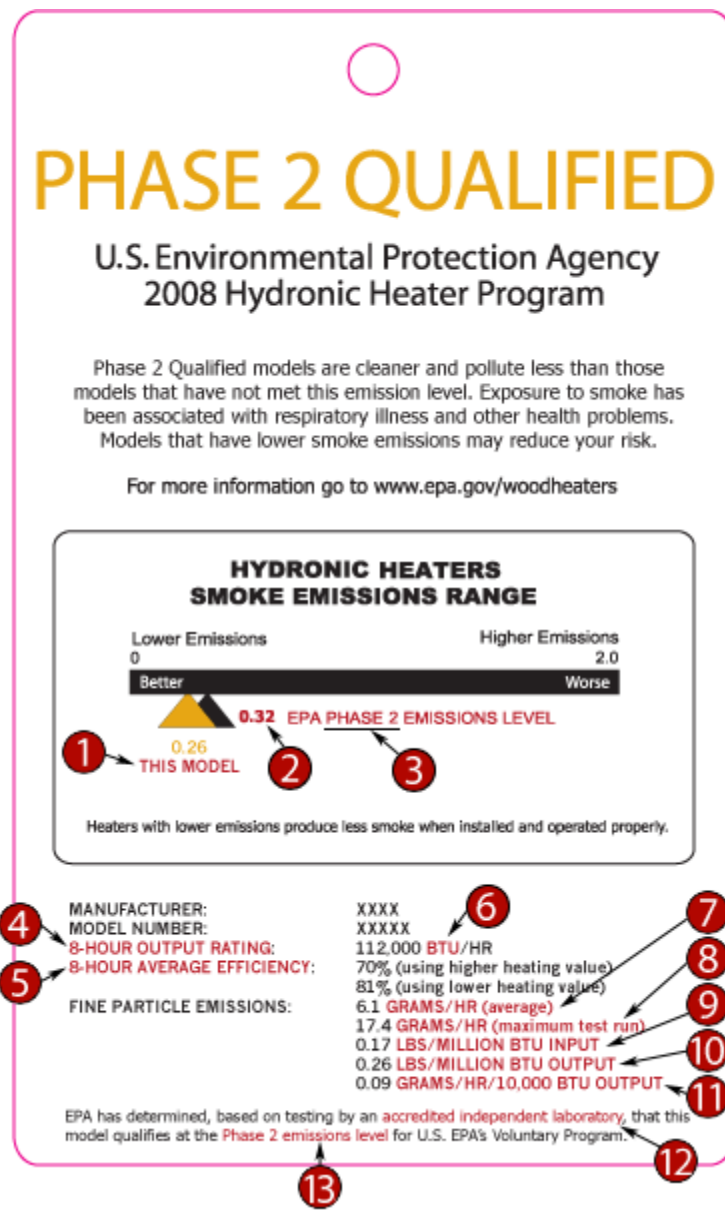 PHASE 2 QUALIFIED
U.S. Environmental Protection Agency
2008 Hydronic Heater Program
Phase 2 Qualified models are cleaner and pollute less than those
models that have not met this emission level. Exposure to smoke has
been associated with respiratory illness and other health problems.
Models that have lower smoke emissions may reduce your risk.
For more information go to www.epa.gov/woodheaters
HYDRONIC HEATERS
SMOKE EMISSIONS RANGE
Lower Emissions Higher Emissions
0 2.0
Better Worse
0.32 EPA PHASE 2 EMISSIONS LEVEL
0.26
THIS MODEL
1
2
3
Heaters with lower emissions produce less smoke when installed and operated properly.
MANUFACTURER: XXXX
MODEL NUMBER: XXXXX
8-HOUR OUTPUT RATING: 112,000 BTU/HR
8-HOUR AVERAGE EFFICIENCY: 70% (using higher heating value)
81% (using lower heating value)
FINE PARTICLE EMISSIONS: 6.1 GRAMS/HR (average)
17.4 GRAMS/HR (maximum test run)
0.17 LBS/MILLION BTU INPUT
0.26 LBS/MILLION BTU OUTPUT
0.09 GRAMS/HR/10,000 BTU OUTPUT
4
5
6
7
8
9
10
11
EPA has determined, based on testing by an accredited independent laboratory, that this
model qualifies at the Phase 2 emissions level for U.S. EPA's Voluntary Program.
12
13